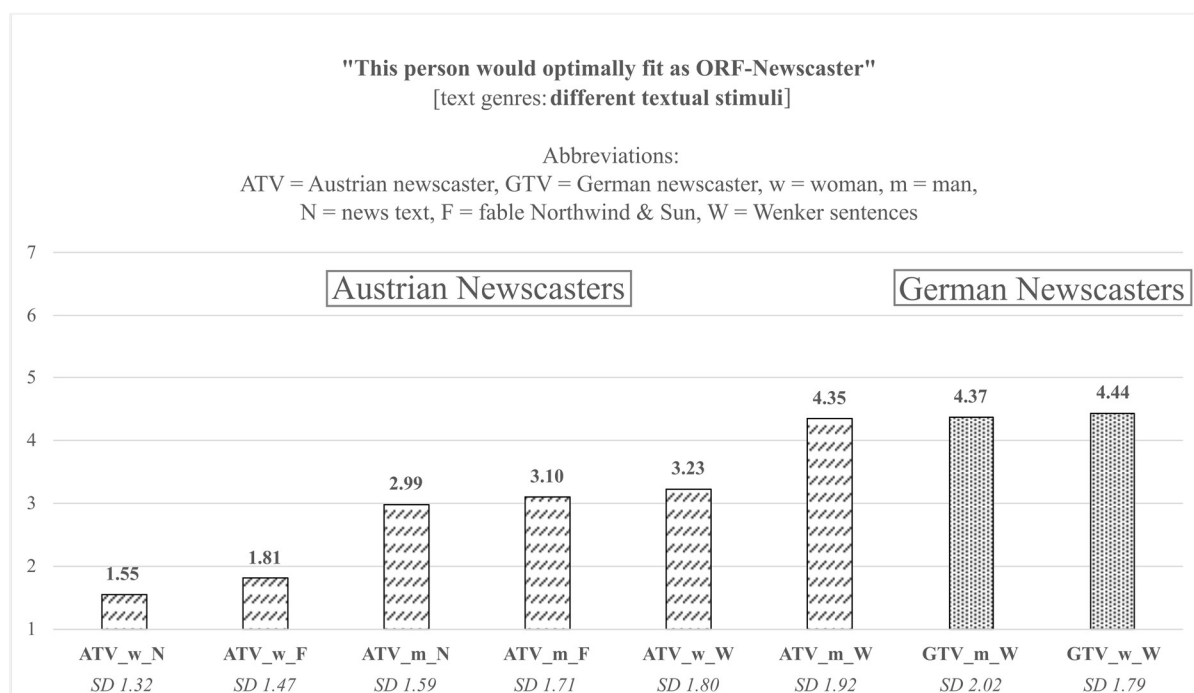 "This person would optimally fit as ORF-Newscaster"
[text genres: different textual stimuli]
Abbreviations:
ATV = Austrian newscaster, GTV = German newscaster, w = woman, m = man,
N = news text, F = fable Northwind & Sun, W = Wenker sentences
7
Austrian Newscasters German Newscasters
6
5
4.35 4.37 4.44
4
2.99 3.10 3.23
3
1.55 1.81
2
1
ATV_w_N ATV_w_F ATV_m_N ATV_m_F ATV_w_W ATV_m_W GTV_m_W GTV_w_W
SD 1.32 SD 1.47 SD 1.59 SD 1.71 SD 1.80 SD 1.92 SD 2.02 SD 1.79